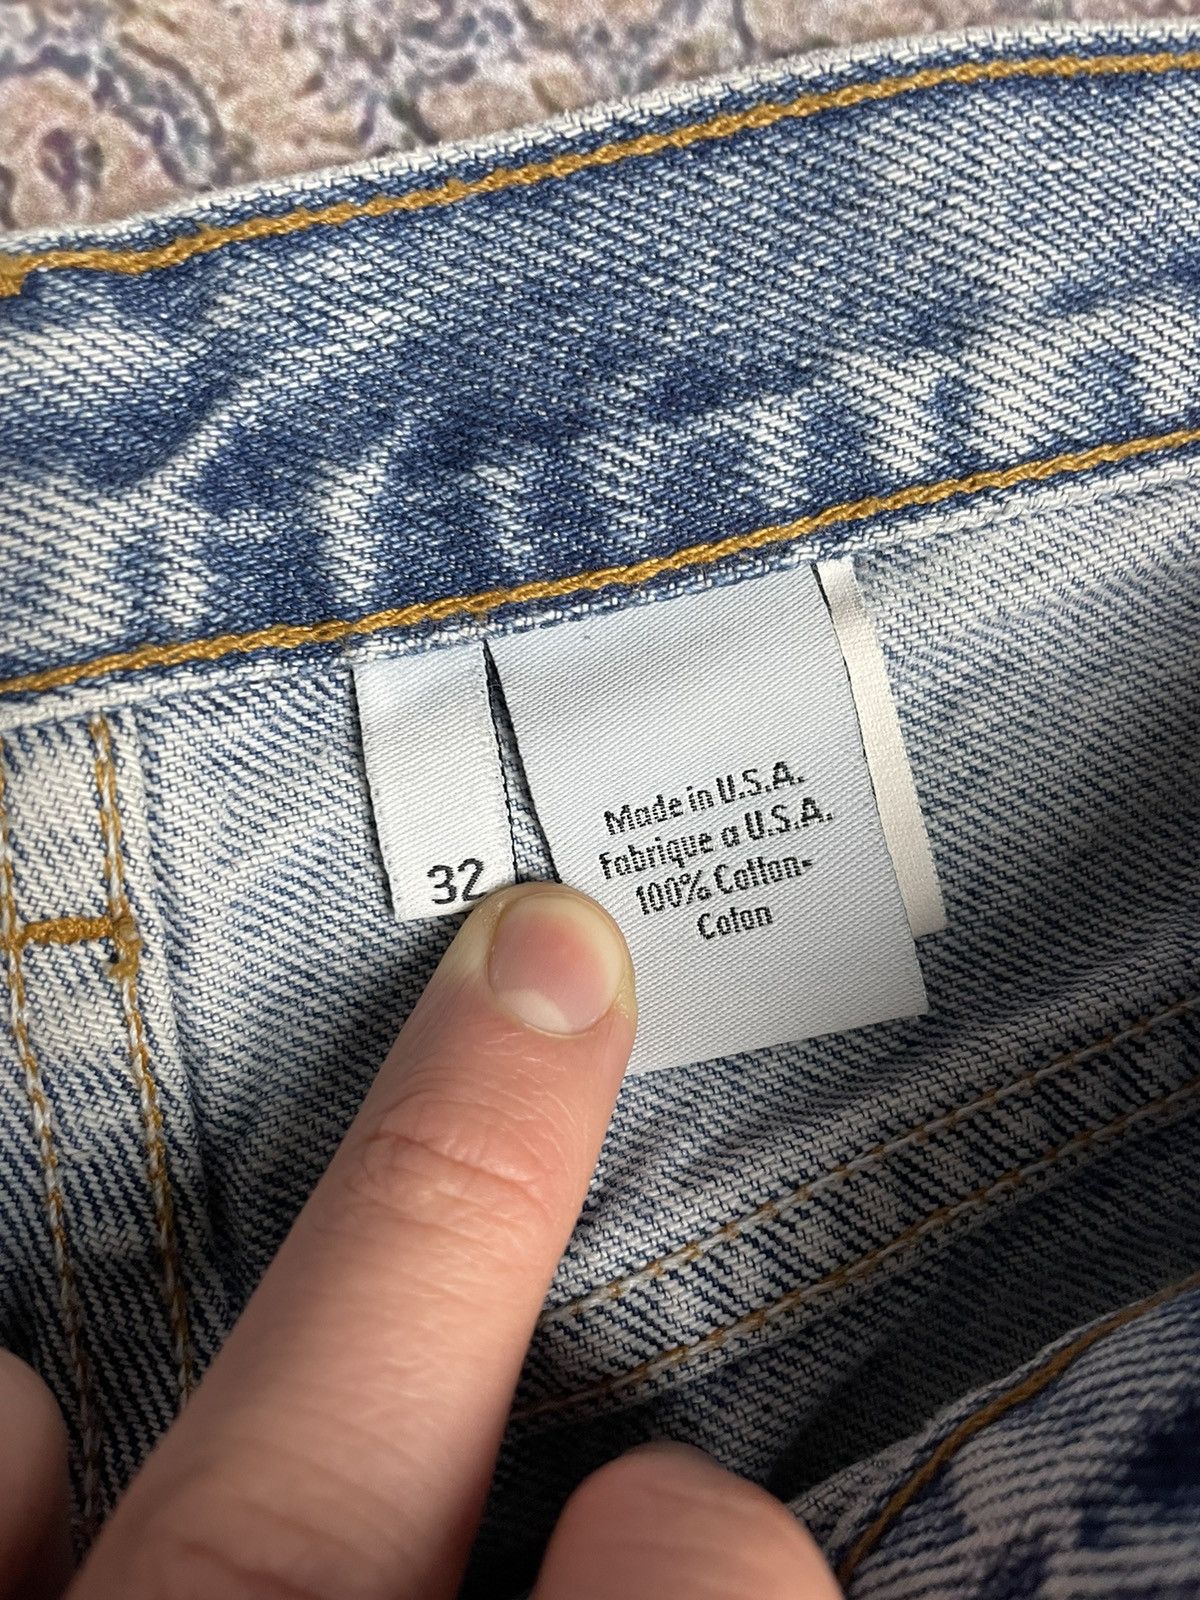 32
Made in U.S.A.
Fabrique a U.S.A.
100% Cotton-
Coton